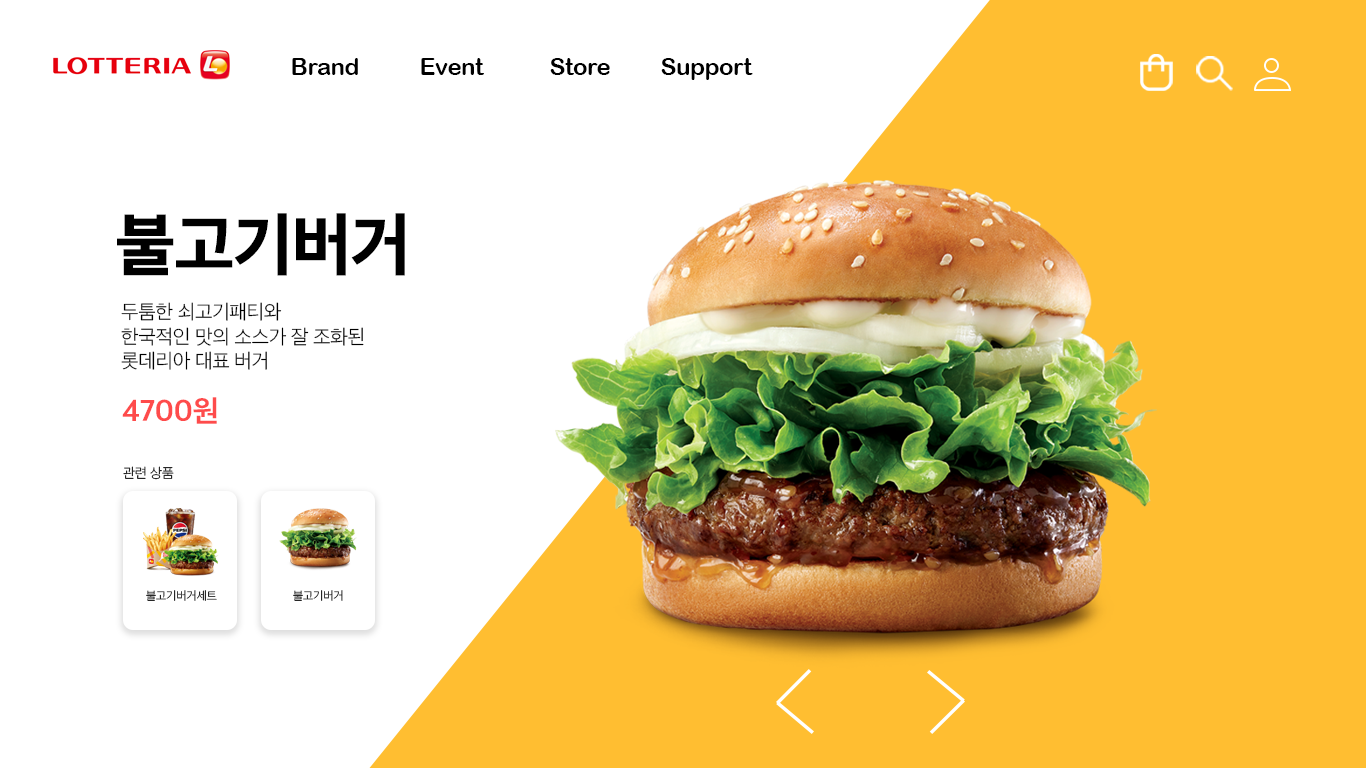 LOTTERIA
Brand Event Store Support
불고기버거
두툼한 쇠고기패티와
한국적인 맛의 소스가 잘 조화된
롯데리아 대표 버거
4700원
관련 상품
PEPSI
불고기버거세트 불고기버거